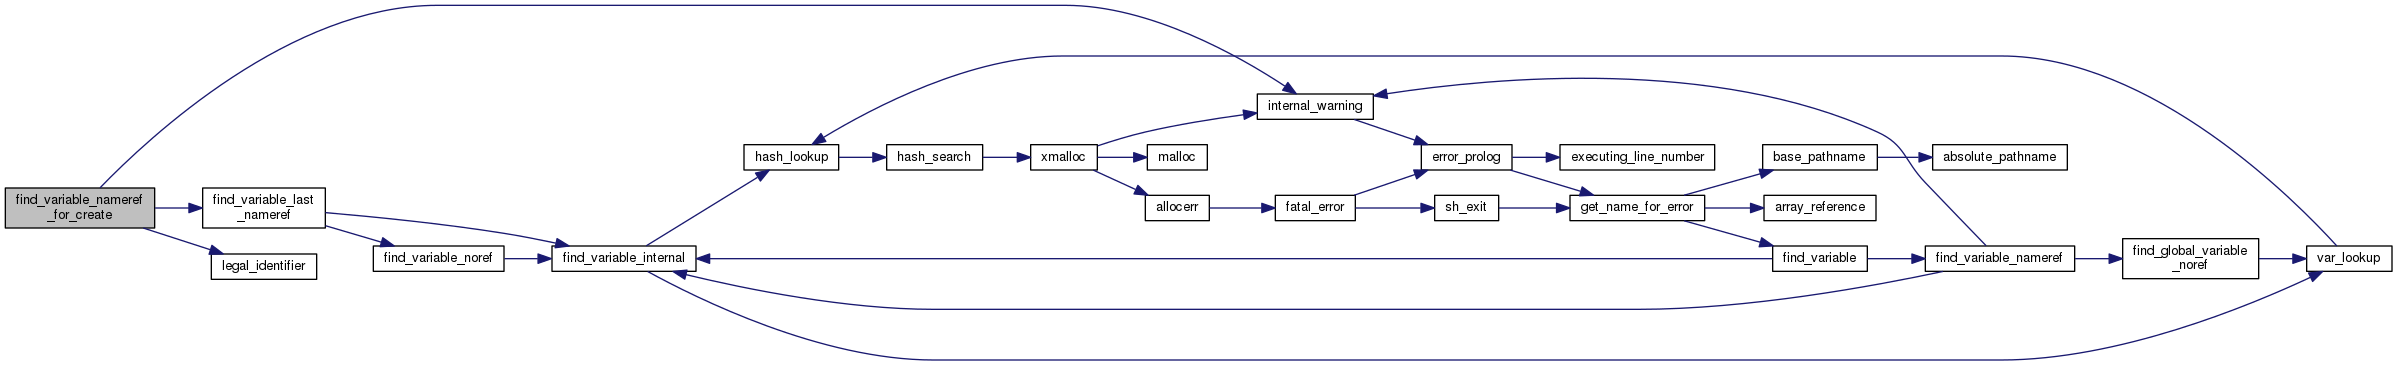 find_variable_nameref
_for_create
find_variable_last
_nameref
legal_identifier
find_variable_noref
find_variable_internal
hash_lookup
hash_search
xmalloc
internal_warning
malloc
allocerr
fatal_error
error_prolog
sh_exit
executing_line_number
get_name_for_error
base_pathname
array_reference
find_variable
absolute_pathname
find_variable_nameref
find_global_variable
_noref
var_lookup